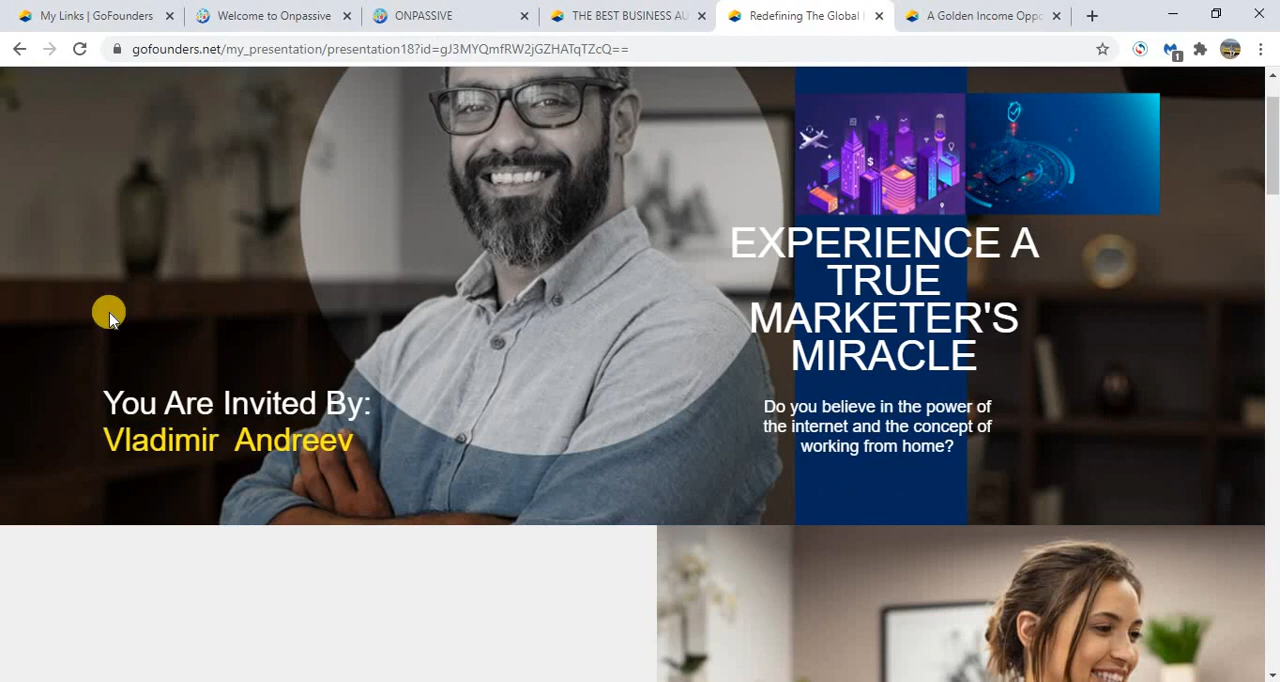 My Links | GoFounders
Welcome to Onpassive
ONPASSIVE
THE BEST BUSINESS AU
Redefining The Global
A Golden Income Oppo
gofounders.net/my_presentation/presentation18?id=gJ3MYQmfRW2jGZHATqTZcQ==
1
EXPERIENCE A
TRUE
MARKETER'S
MIRACLE
You Are Invited By:
Vladimir Andreev
Do you believe in the power of
the internet and the concept of
working from home?